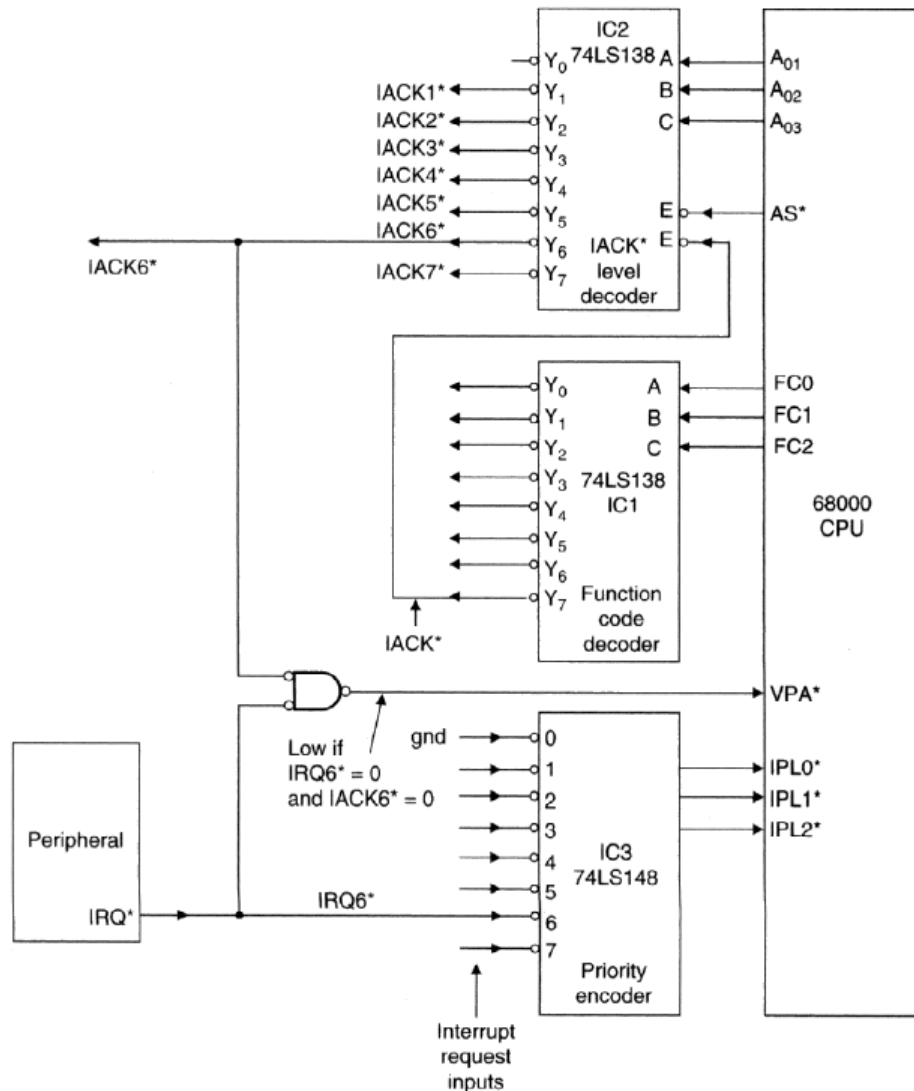 IC2
74LS138
Y₀ A A₀₁
IACK1* Y₁ B A₀₂
IACK2* Y₂ C A₀₃
IACK3* Y₃
IACK4* Y₄
IACK5* Y₅ E AS*
IACK6* Y₆ E
IACK6*
IACK7* Y₇
IACK*
level
decoder
Y₀ A FC0
Y₁ B FC1
Y₂ C FC2
Y₃
Y₄
Y₅
Y₆
Y₇
74LS138
IC1
Function
code
decoder
68000
CPU
IACK*
VPA*
Low if
IRQ6* = 0
and IACK6* = 0
gnd 0
1 IPL0*
2 IPL1*
3 IPL2*
4
5
6
7
IC3
74LS148
Priority
encoder
Peripheral
IRQ*
IRQ6*
Interrupt
request
inputs